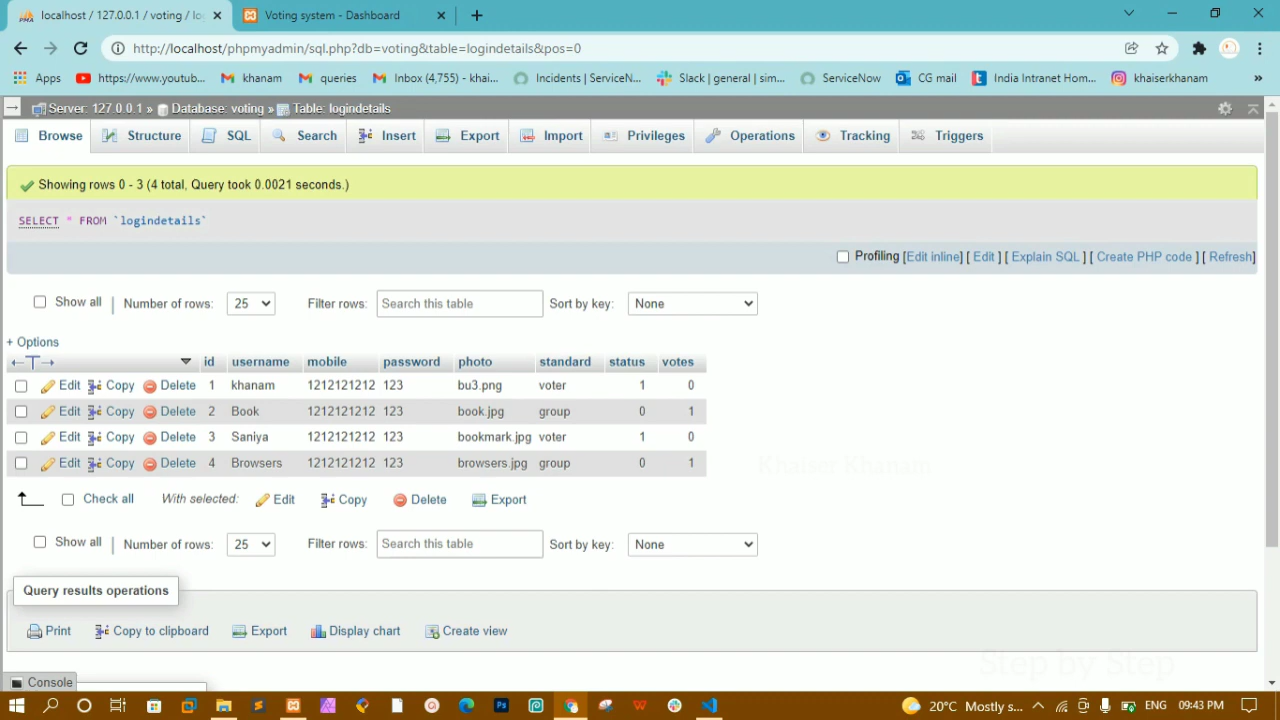 localhost / 127.0.0.1 / voting / lo
Voting system - Dashboard
http://localhost/phpmyadmin/sql.php?db=voting&table=logindetails&pos=0
Apps https://www.youtub... khanam queries Inbox (4,755) - khai... Incidents | ServiceN... Slack | general | sim... ServiceNow CG mail India Intranet Hom... khaiserkhanam »
Server: 127.0.0.1 » Database: voting » Table: logindetails
Browse Structure SQL Search Insert Export Import Privileges Operations Tracking Triggers
Showing rows 0 - 3 (4 total, Query took 0.0021 seconds.)
SELECT * FROM `logindetails`
Profiling [Edit inline] [ Edit ] [ Explain SQL ] [ Create PHP code ] [ Refresh]
Show all | Number of rows: 25 Filter rows: Search this table Sort by key: None
+ Options
←T→ id username mobile password photo standard status votes
Edit Copy Delete 1 khanam 1212121212 123 bu3.png voter 1 0
Edit Copy Delete 2 Book 1212121212 123 book.jpg group 0 1
Edit Copy Delete 3 Saniya 1212121212 123 bookmark.jpg voter 1 0
Edit Copy Delete 4 Browsers 1212121212 123 browsers.jpg group 0 1
Khaiser Khanam
Check all With selected: Edit Copy Delete Export
Show all | Number of rows: 25 Filter rows: Search this table Sort by key: None
Query results operations
Print Copy to clipboard Export Display chart Create view
Step by Step
Console
20°C Mostly s... ENG 09:43 PM